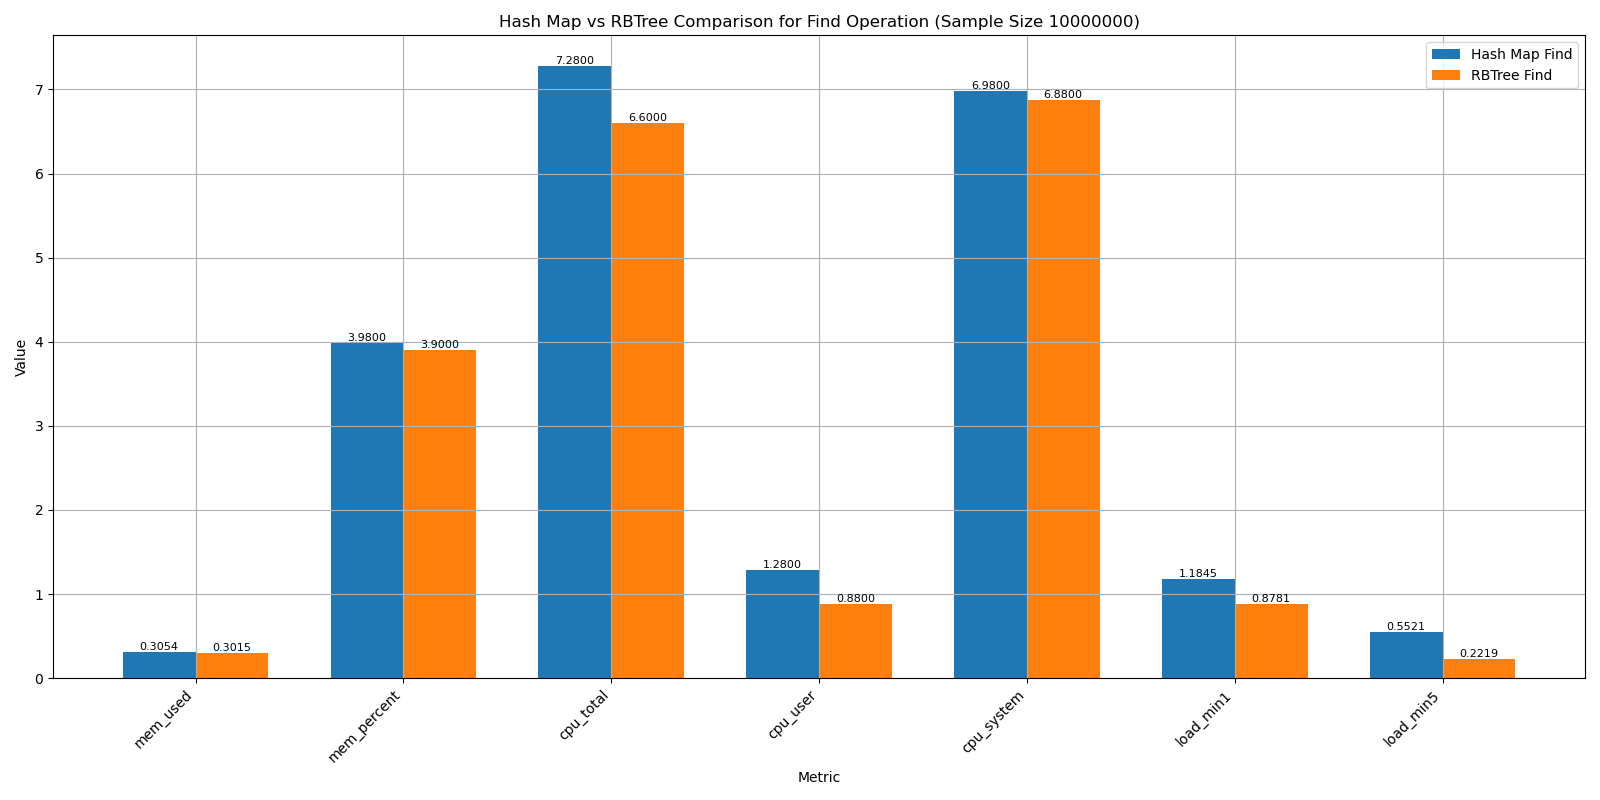 Hash Map vs RBTree Comparison for Find Operation (Sample Size 10000000)
Hash Map Find
RBTree Find
Value
7
6
5
4
3
2
1
0
0.3054
0.3015
3.9800
3.9000
7.2800
6.6000
1.2800
0.8800
6.9800
6.8800
1.1845
0.8781
0.5521
0.2219
mem_used
mem_percent
cpu_total
cpu_user
cpu_system
load_min1
load_min5
Metric